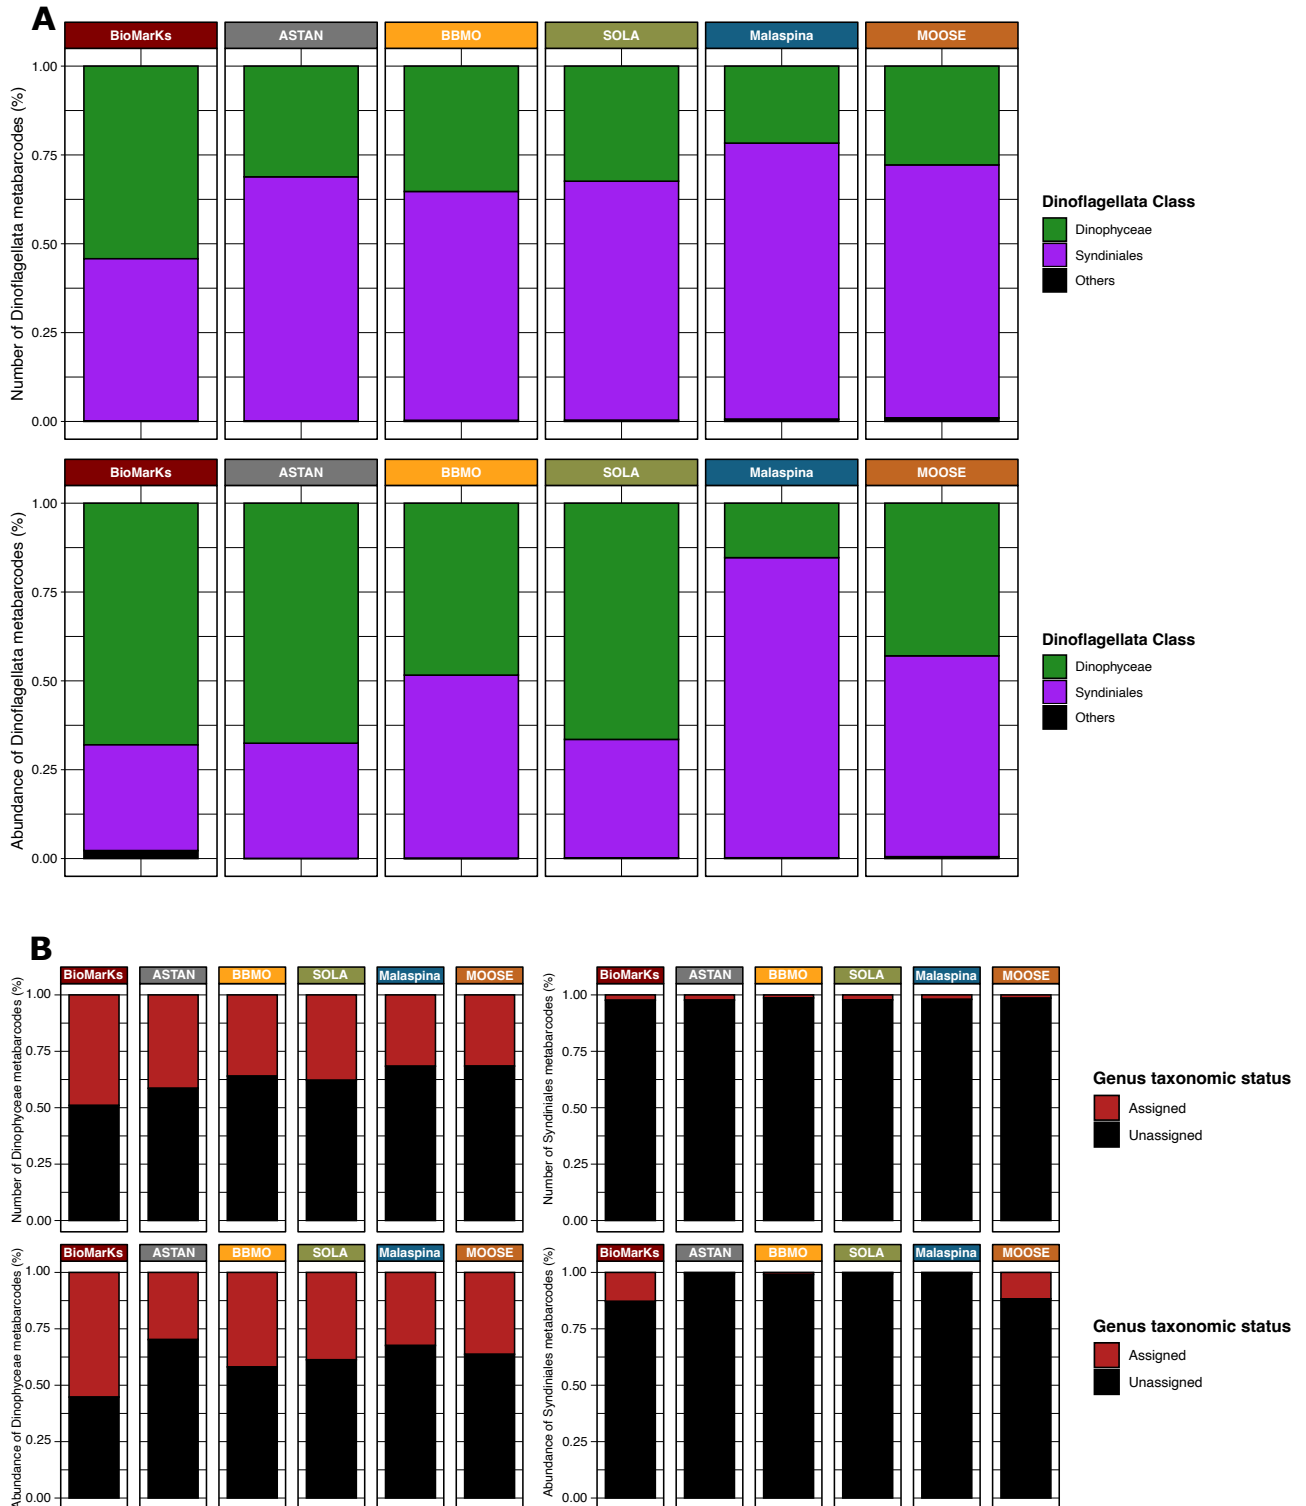 A
BioMarKs ASTAN BBMO SOLA Malaspina MOOSE
Number of Dinoflagellata metabarcodes (%)
1.00
0.75
0.50
0.25
0.00
Dinoflagellata Class
Dinophyceae
Syndiniales
Others
BioMarKs ASTAN BBMO SOLA Malaspina MOOSE
Abundance of Dinoflagellata metabarcodes (%)
1.00
0.75
0.50
0.25
0.00
Dinoflagellata Class
Dinophyceae
Syndiniales
Others
B
BioMarKs ASTAN BBMO SOLA Malaspina MOOSE
Number of Dinophyceae metabarcodes (%)
1.00
0.75
0.50
0.25
0.00
BioMarKs ASTAN BBMO SOLA Malaspina MOOSE
Number of Syndiniales metabarcodes (%)
1.00
0.75
0.50
0.25
0.00
Genus taxonomic status
Assigned
Unassigned
BioMarKs ASTAN BBMO SOLA Malaspina MOOSE
Abundance of Dinophyceae metabarcodes (%)
1.00
0.75
0.50
0.25
0.00
BioMarKs ASTAN BBMO SOLA Malaspina MOOSE
Abundance of Syndiniales metabarcodes (%)
1.00
0.75
0.50
0.25
0.00
Genus taxonomic status
Assigned
Unassigned